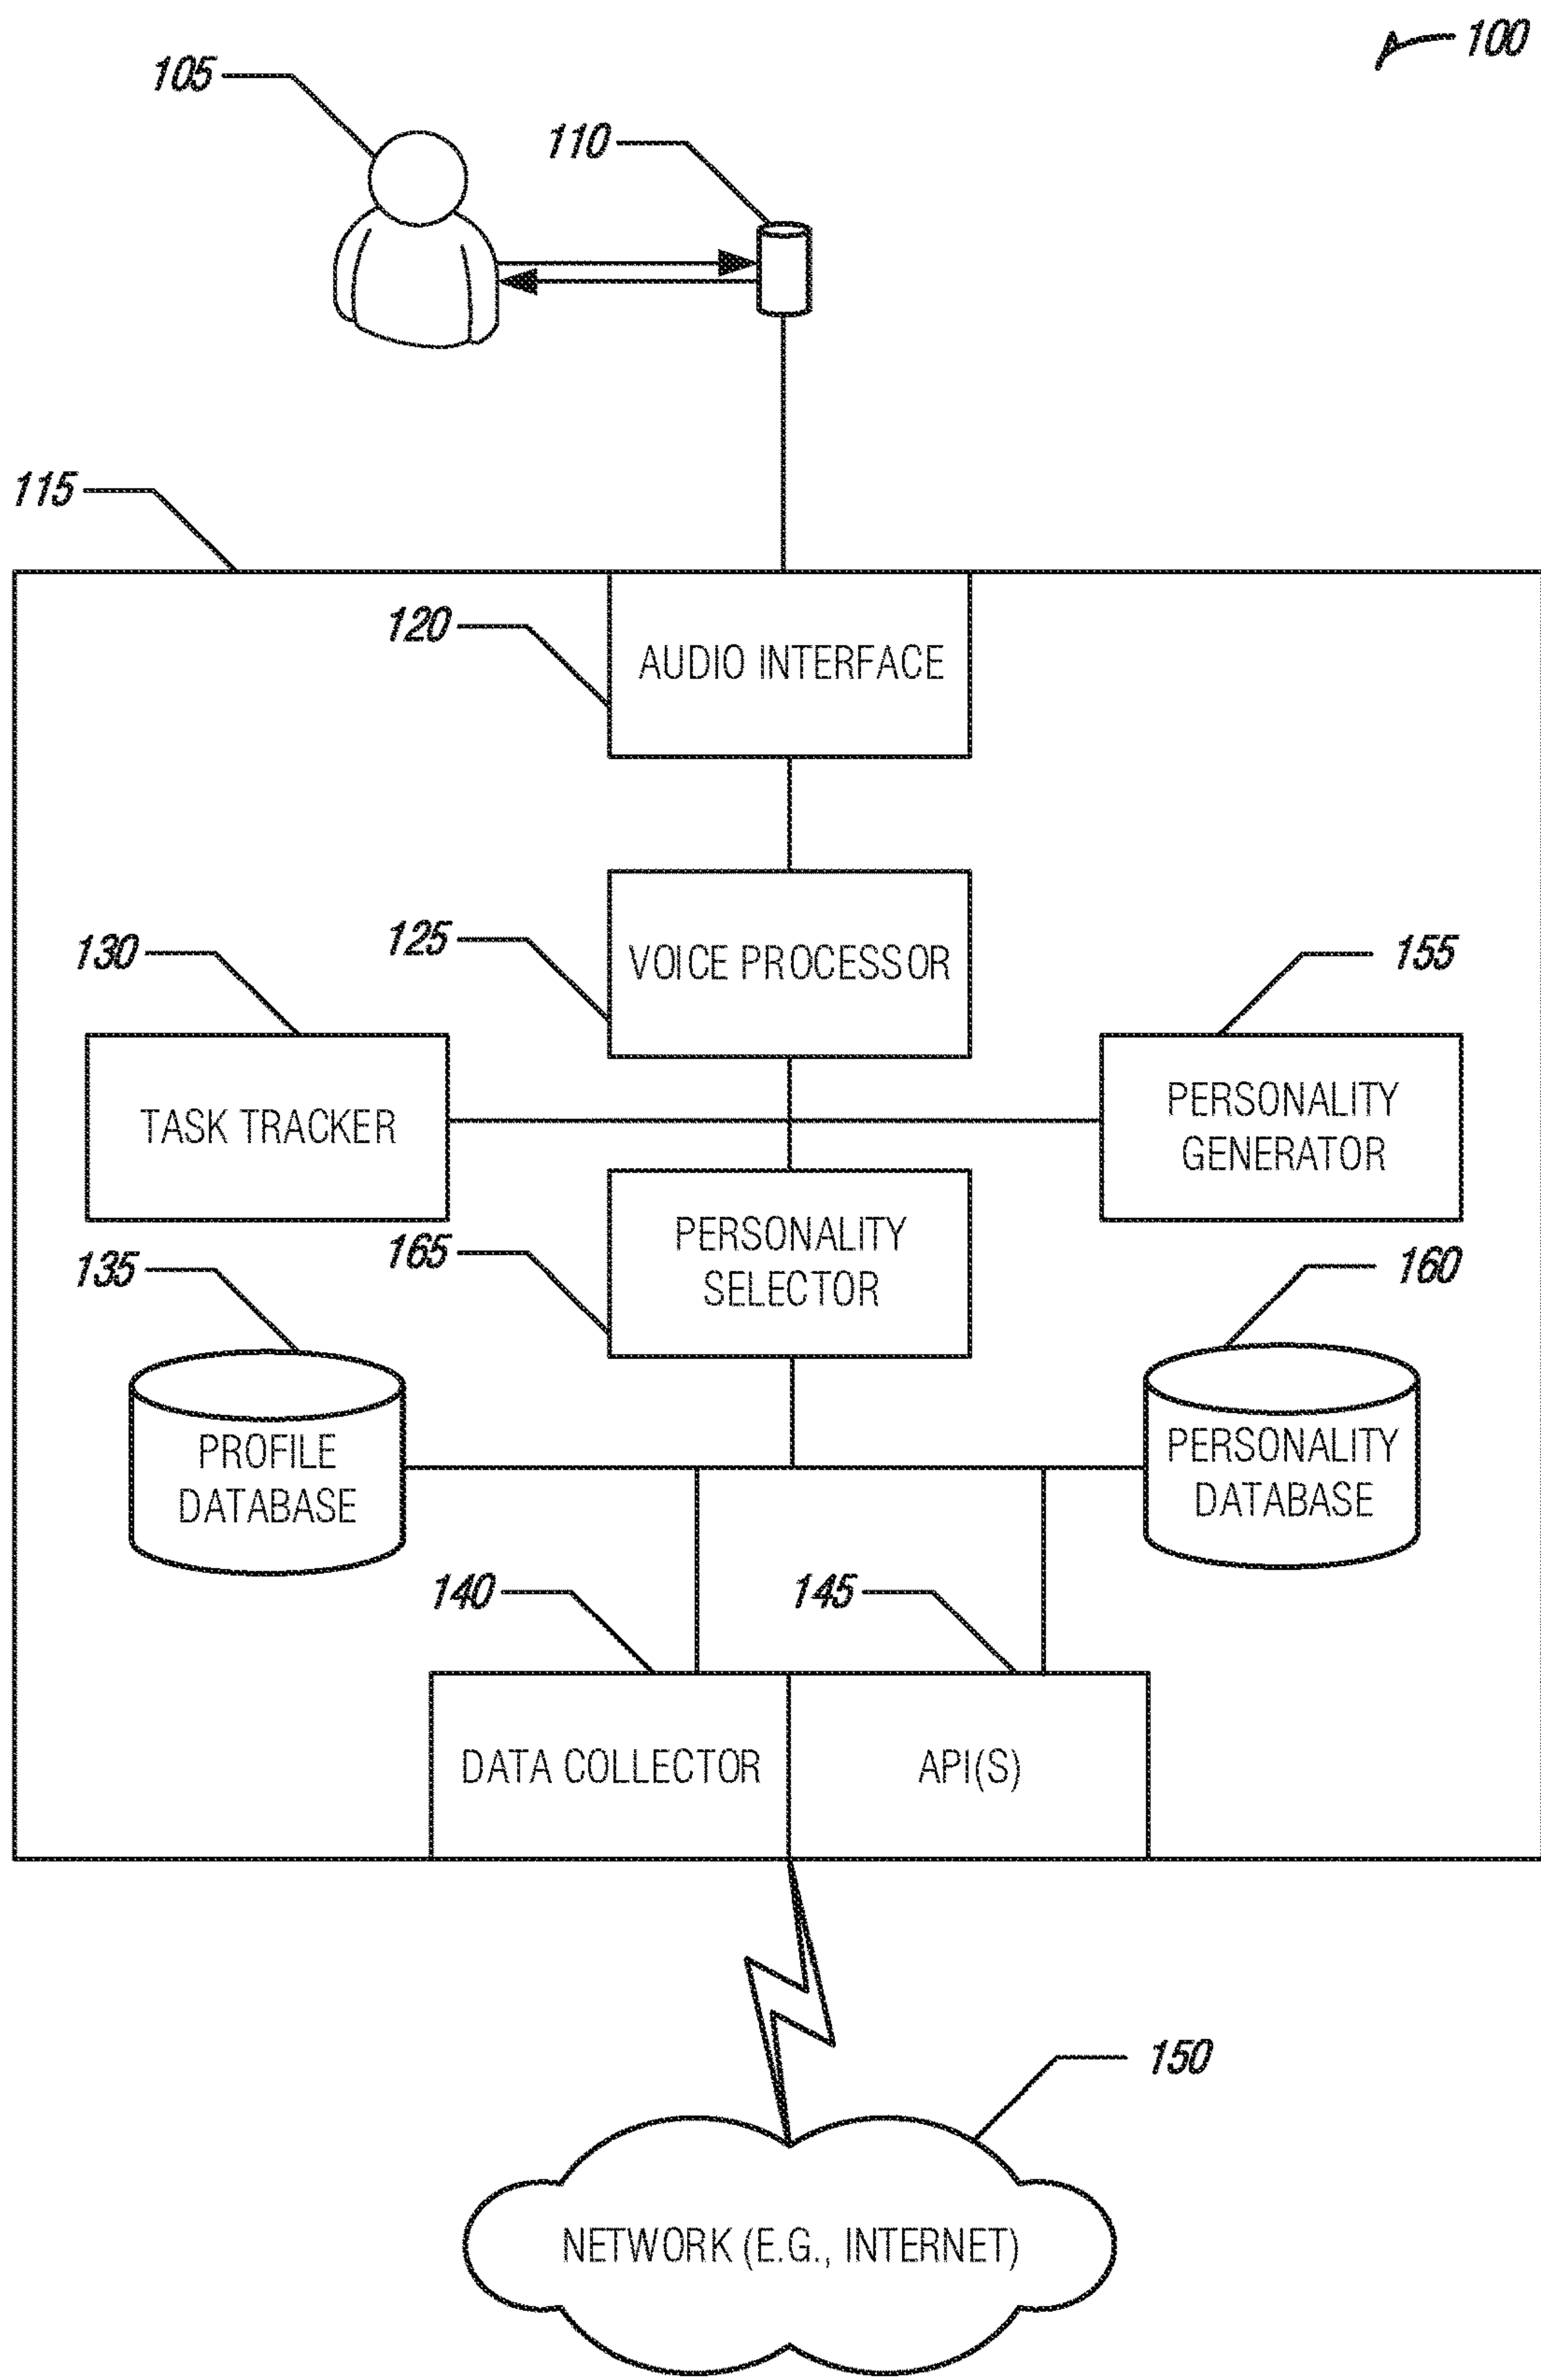 100
105
110
115
120
AUDIO INTERFACE
125
VOICE PROCESSOR
130
155
TASK TRACKER
PERSONALITY
GENERATOR
165
PERSONALITY
SELECTOR
135
160
PROFILE
DATABASE
PERSONALITY
DATABASE
140
145
DATA COLLECTOR
API(S)
150
NETWORK (E.G., INTERNET)